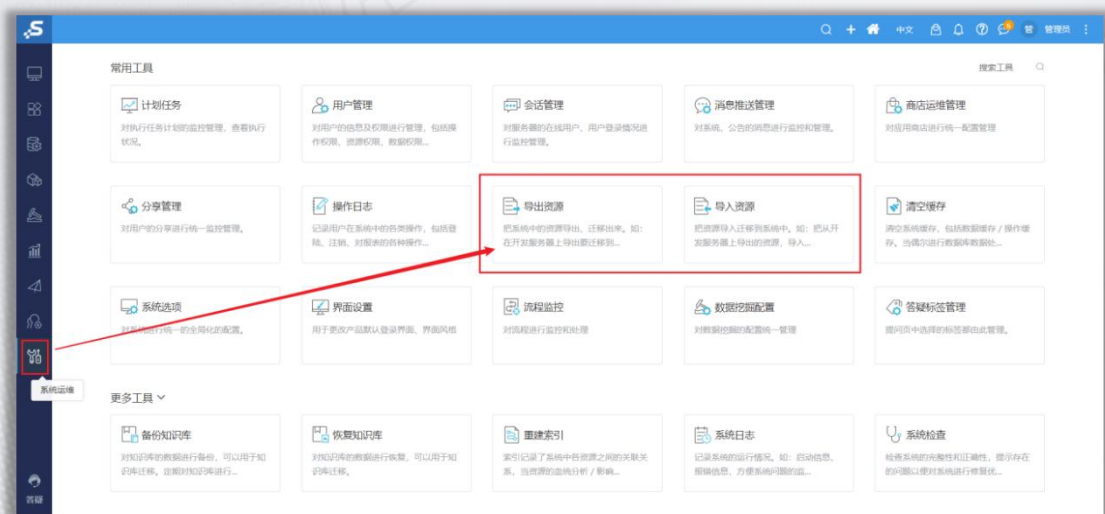 中文
管理员
常用工具
搜索工具
计划任务
对执行任务计划的监控管理，查看执行
状况。
用户管理
对用户的信息及权限进行管理，包括操
作权限、资源权限、数据权限...
会话管理
对服务器的在线用户、用户登录情况进
行监控管理。
消息推送管理
对系统、公告的消息进行监控和管理。
商店运维管理
对应用商店进行统一配置管理
分享管理
对用户的分享进行统一监控管理。
操作日志
记录用户在系统中的各类操作，包括登
陆、注销、对报表的各种操作...
导出资源
把系统中的资源导出、迁移出来。如：
在开发服务器上导出要迁移到...
导入资源
把资源导入迁移到系统中。如：把从开
发服务器上导出的资源，导入...
清空缓存
清空系统缓存，包括数据缓存 / 操作缓
存。当偶尔进行数据库数据处...
系统选项
对系统进行统一的全局化的配置。
界面设置
用于更改产品默认登录界面、界面风格
流程监控
对流程进行监控和处理
数据挖掘配置
对数据挖掘的配置统一管理
答疑标签管理
提问页中选择的标签都由此管理。
系统运维
更多工具
备份知识库
对知识库的数据进行备份，可以用于知
识库迁移。定期对知识库进行...
恢复知识库
对知识库的数据进行恢复，可以用于知
识库迁移。
重建索引
索引记录了系统中各资源之间的关联关
系，当资源的血统分析 / 影响...
系统日志
记录系统的运行情况。如：启动信息、
报错信息，方便系统问题的监...
系统检查
检查系统的完整性和正确性，提示存在
的问题以便对系统进行修复优...
答疑